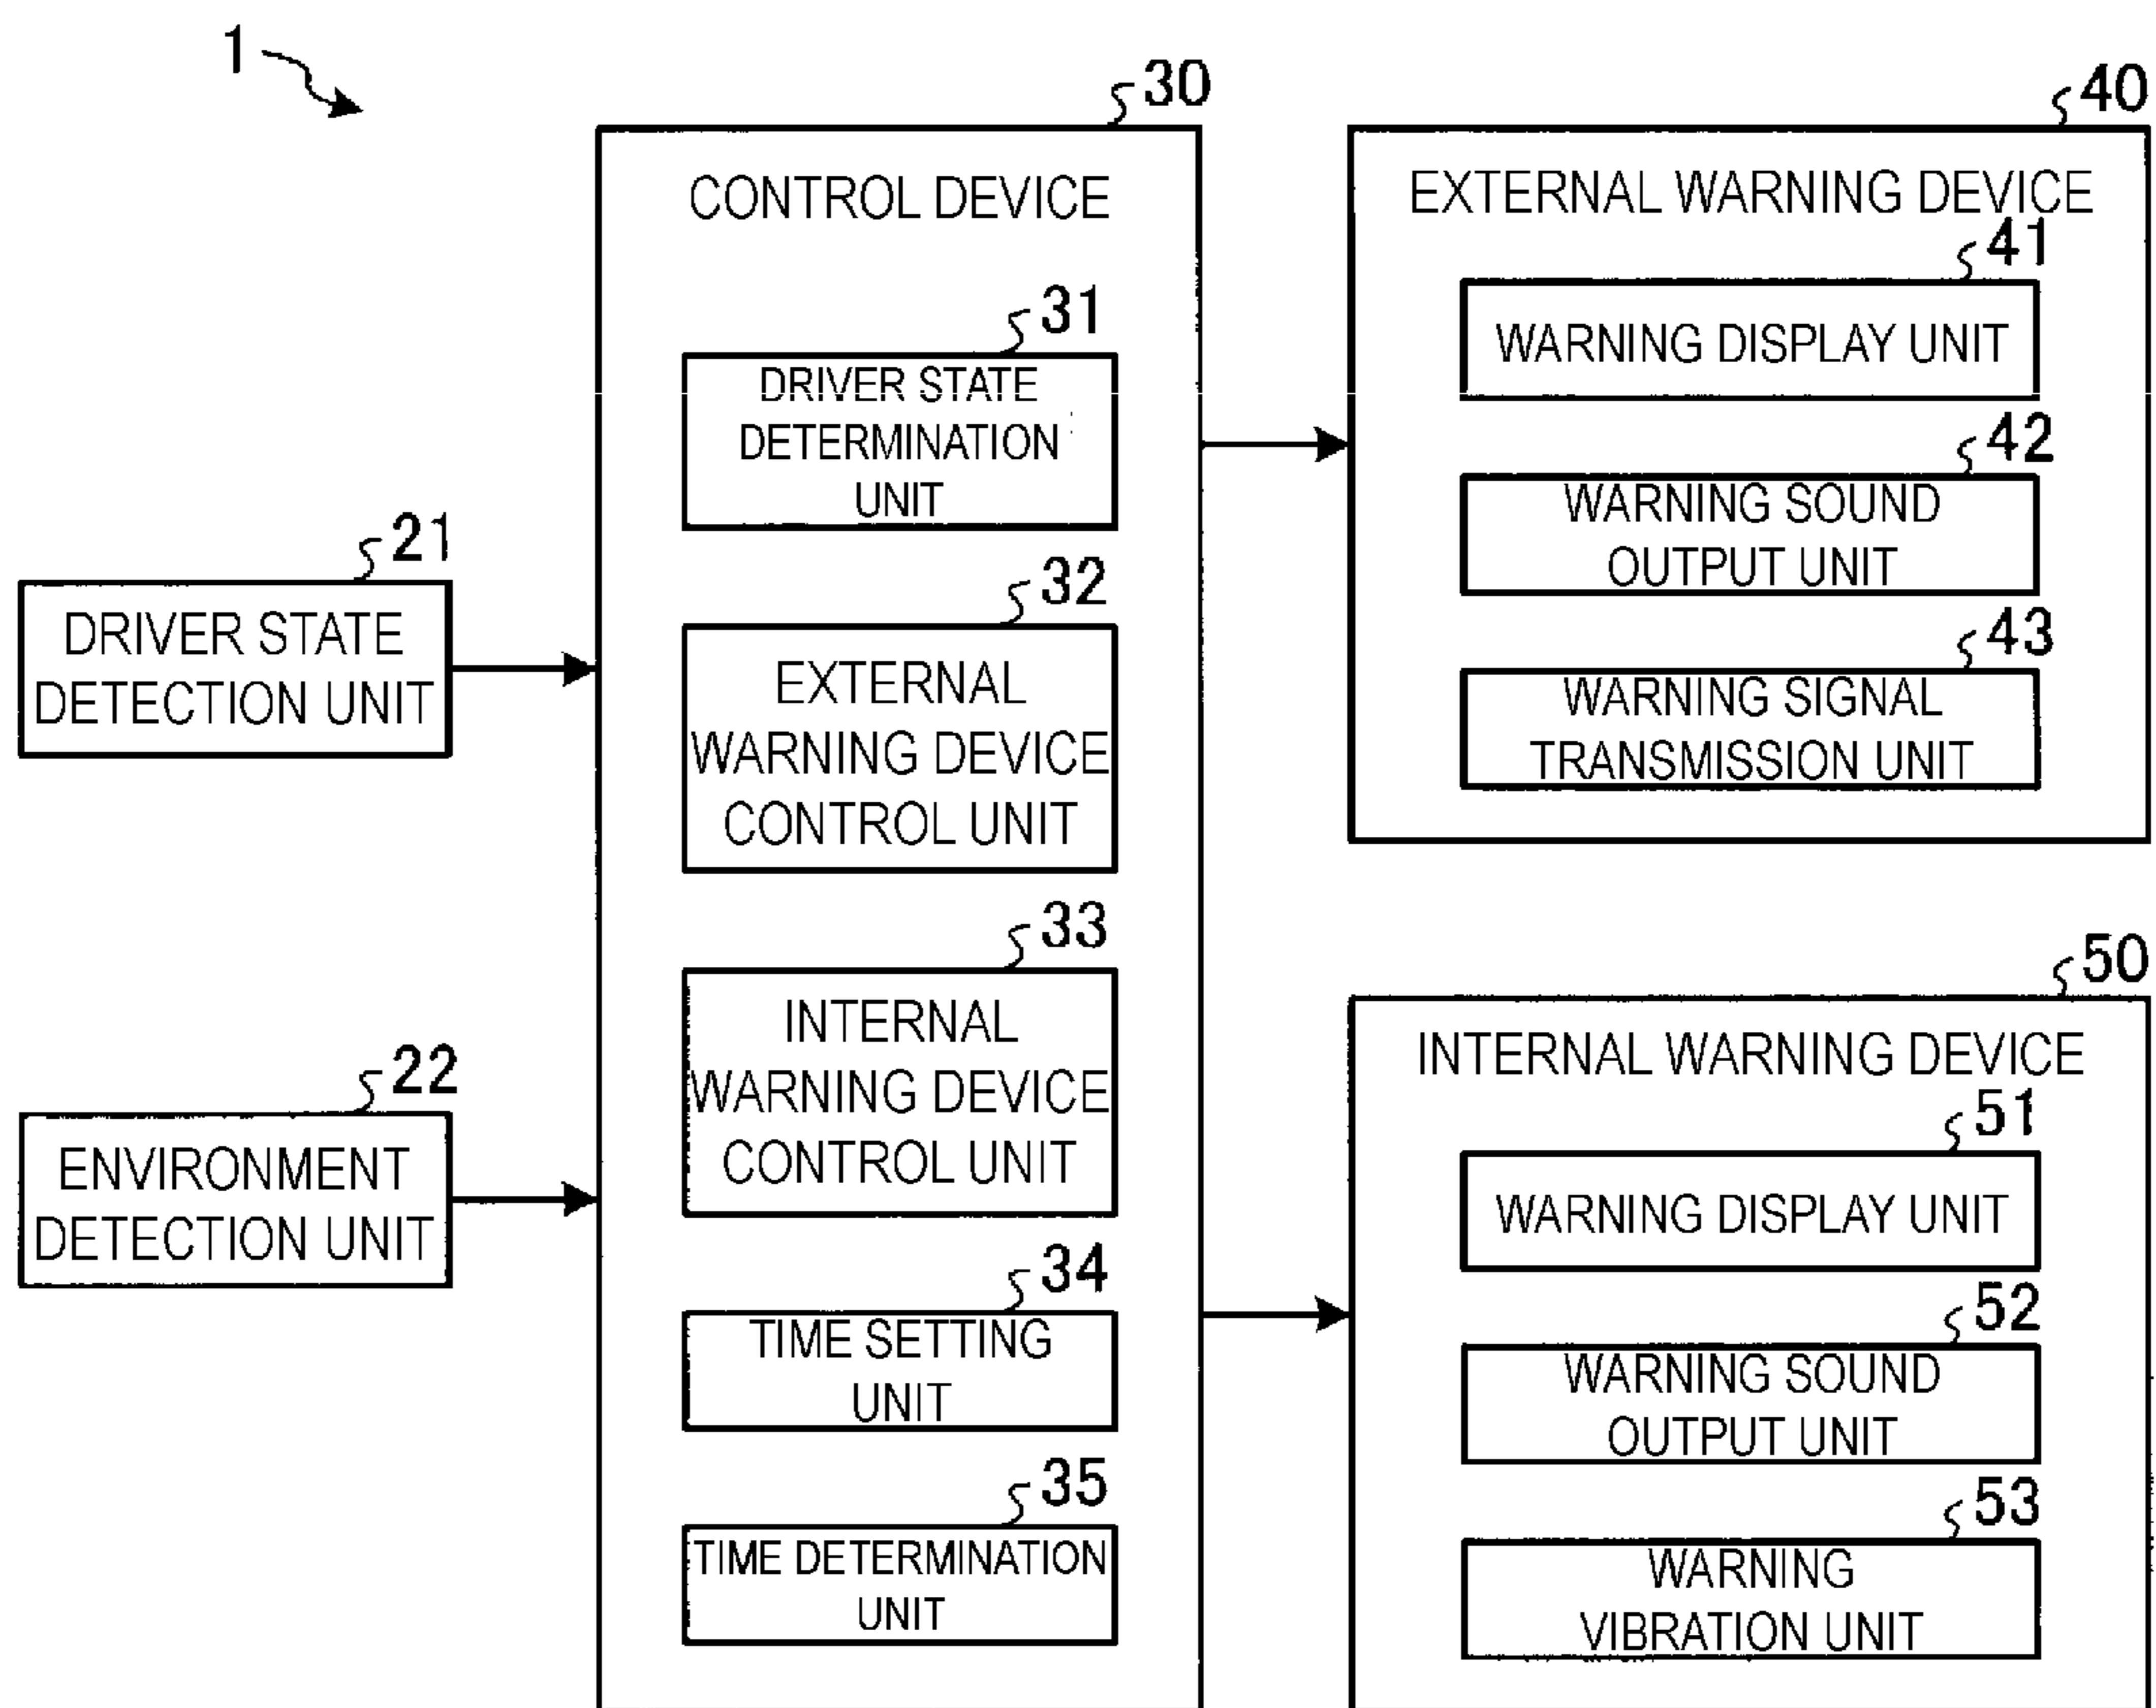 1
21
DRIVER STATE
DETECTION UNIT
22
ENVIRONMENT
DETECTION UNIT
30
CONTROL DEVICE
31
DRIVER STATE
DETERMINATION
UNIT
32
EXTERNAL
WARNING DEVICE
CONTROL UNIT
33
INTERNAL
WARNING DEVICE
CONTROL UNIT
34
TIME SETTING
UNIT
35
TIME DETERMINATION
UNIT
40
EXTERNAL WARNING DEVICE
41
WARNING DISPLAY UNIT
42
WARNING SOUND
OUTPUT UNIT
43
WARNING SIGNAL
TRANSMISSION UNIT
50
INTERNAL WARNING DEVICE
51
WARNING DISPLAY UNIT
52
WARNING SOUND
OUTPUT UNIT
53
WARNING
VIBRATION UNIT